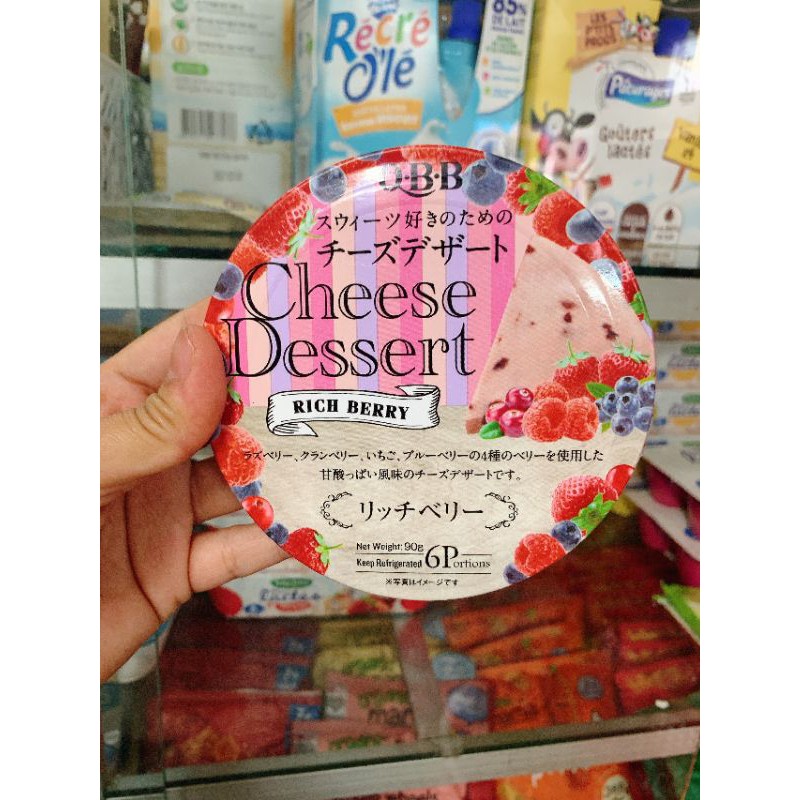 Récré
Olé
85%
DE LAIT
LES
P'TITS
PROS
Pâturages
Goûters
lactés
Q·B·B
スウィーツ好きのための
チーズデザート
Cheese
Dessert
RICH BERRY
ラズベリー、クランベリー、いちご、ブルーベリーの4種のベリーを使用した
甘酸っぱい風味のチーズデザートです。
リッチベリー
Net Weight: 90g
Keep Refrigerated
6Portions
※写真はイメージです